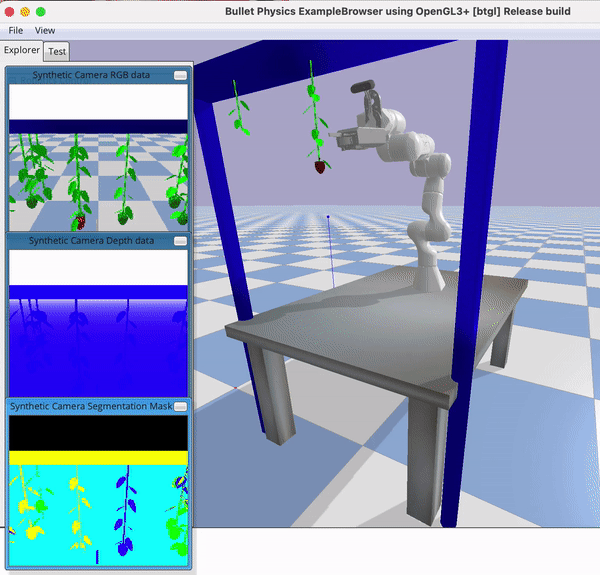 Bullet Physics ExampleBrowser using OpenGL3+ [btgl] Release build
File View
Explorer Test
Synthetic Camera RGB data
Synthetic Camera Depth data
Synthetic Camera Segmentation Mask